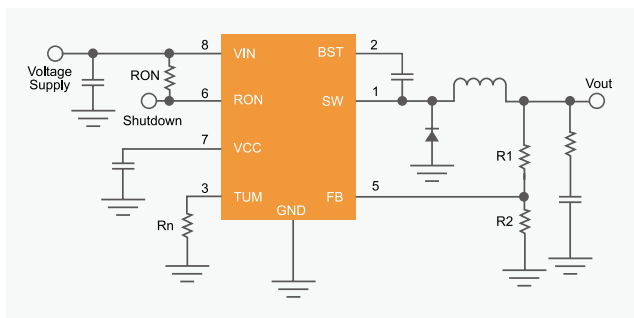 8
VIN
BST
2
Voltage
Supply
RON
6
RON
SW
1
Vout
Shutdown
7
VCC
R1
3
TUM
FB
5
Rn
GND
R2